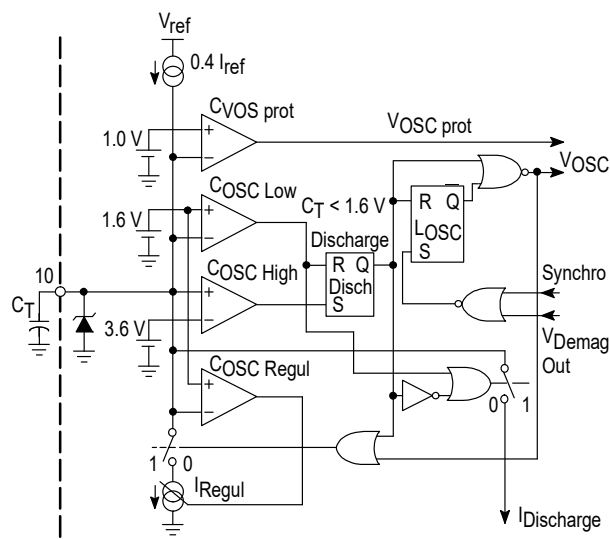 Vref
0.4 Iref
CVOS prot
1.0 V
VOSC prot
VOSC
COSC Low
CT < 1.6 V
R Q
LOSC
S
1.6 V
Discharge
R Q
Disch
S
Synchro
10
CT
COSC High
3.6 V
VDemag
Out
COSC Regul
0 1
1 0
IRegul
IDischarge
+
−
+
−
+
−
+
−